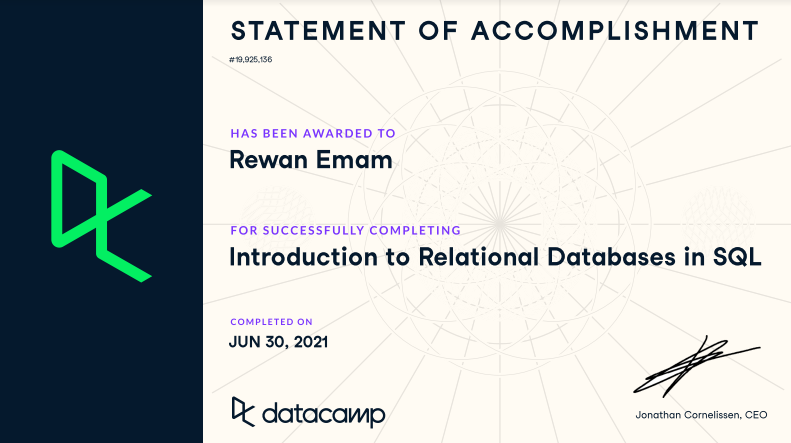 STATEMENT OF ACCOMPLISHMENT
#19,925,136
HAS BEEN AWARDED TO
Rewan Emam
FOR SUCCESSFULLY COMPLETING
Introduction to Relational Databases in SQL
COMPLETED ON
JUN 30, 2021
datacamp
Jonathan Cornelissen, CEO